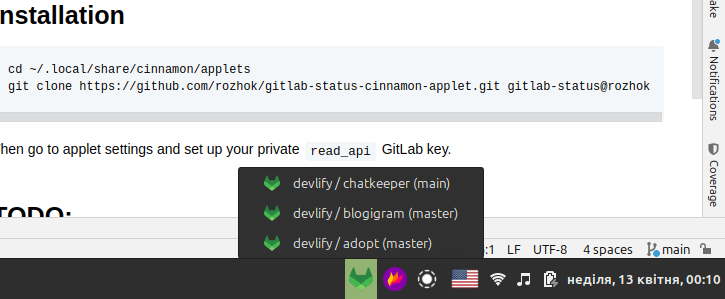 nstallation
cd ~/.local/share/cinnamon/applets
git clone https://github.com/rozhok/gitlab-status-cinnamon-applet.git gitlab-status@rozhok
hen go to applet settings and set up your private read_api GitLab key.
TODO:
devlify / chatkeeper (main)
devlify / blogigram (master)
devlify / adopt (master)
ake
Notifications
Coverage
:1 LF UTF-8 4 spaces main
неділя, 13 квітня, 00:10